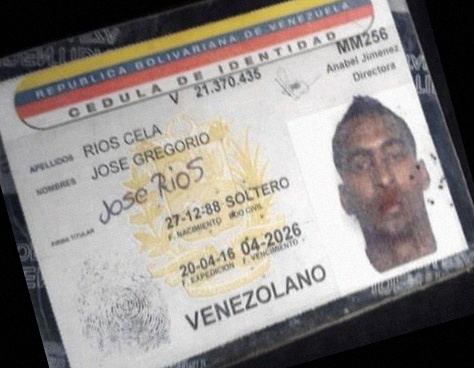 REPUBLICA BOLIVARIANA DE VENEZUELA
CEDULA DE IDENTIDAD
V 21.370.435
MM256
Anabel Jimenez
Directora
APELLIDOS RIOS CELA
NOMBRES JOSE GREGORIO
Jose Rios
FIRMA TITULAR
27-12-88 SOLTERO
F. NACIMIENTO EDO CIVIL
20-04-16 04-2026
F. EXPEDICION F. VENCIMIENTO
VENEZOLANO